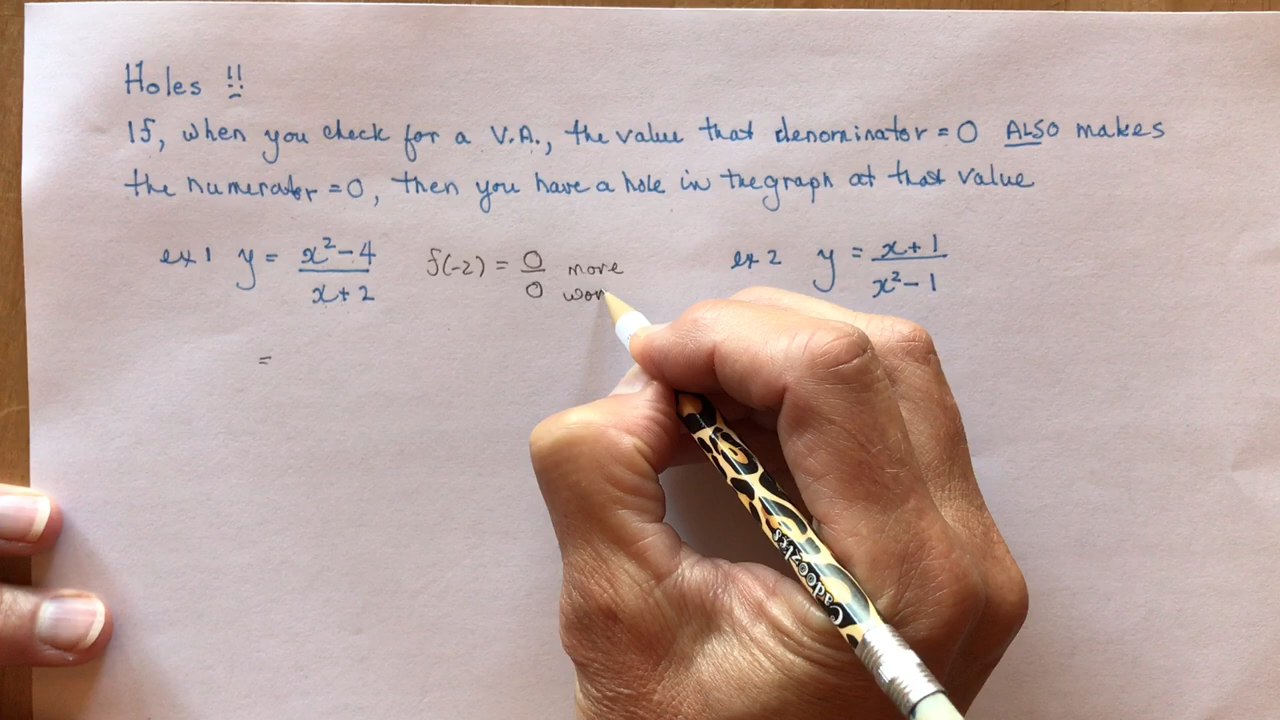 Holes !!
If, when you check for a V.A., the value that denominator = 0 ALSO makes
the numerator = 0, then you have a hole in the graph at that value
ex 1 y = x² - 4 / x + 2 f(-2) = 0 / 0 more
ex 2 y = x + 1 / x² - 1
=
Cadoozles